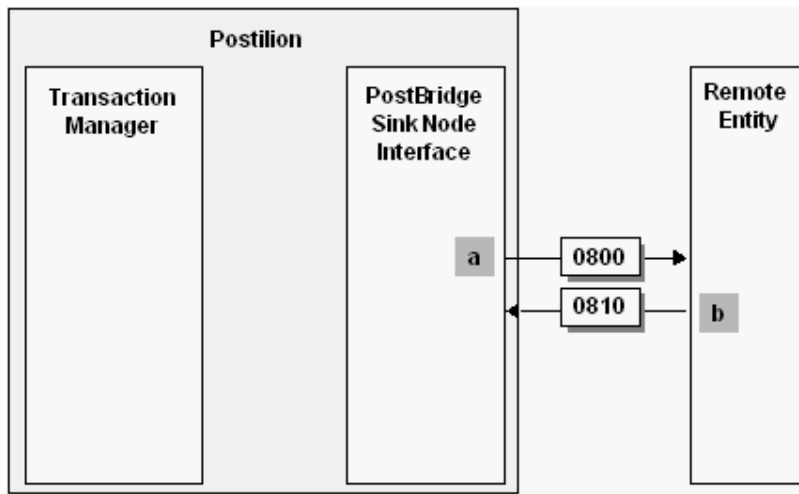 Postilion
Transaction
Manager
PostBridge
Sink Node
Interface
Remote
Entity
a
0800
0810
b